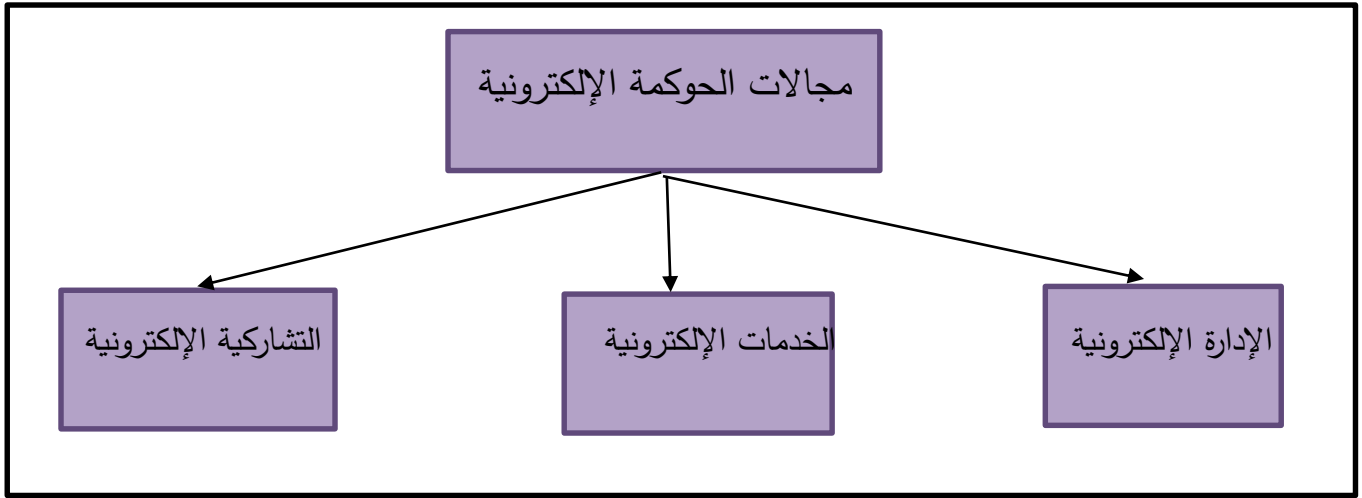 مجالات الحوكمة الإلكترونية
الإدارة الإلكترونية
الخدمات الإلكترونية
التشاركية الإلكترونية